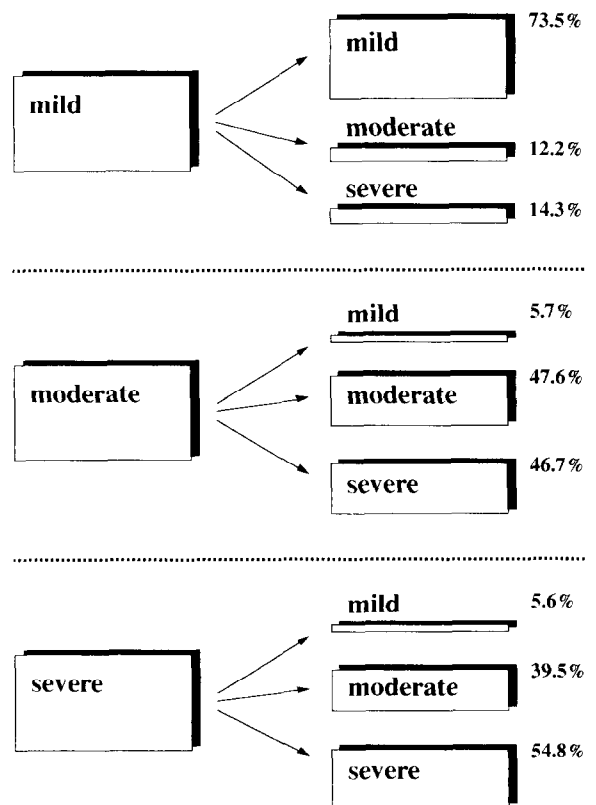 73.5%
mild
mild
moderate
12.2%
severe
14.3%
mild
5.7%
moderate
47.6%
moderate
severe
46.7%
mild
5.6%
severe
moderate
39.5%
severe
54.8%